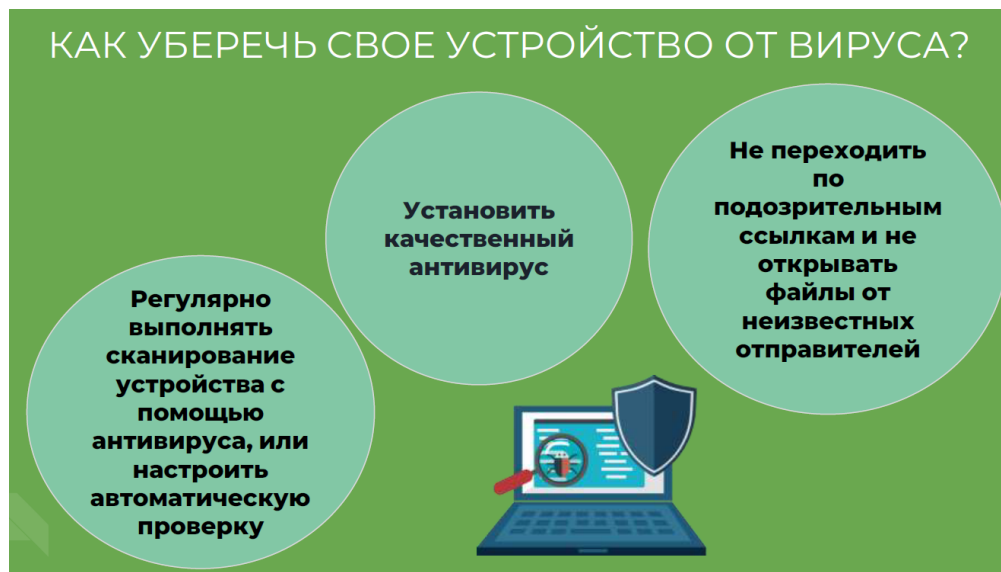 КАК УБЕРЕЧЬ СВОЕ УСТРОЙСТВО ОТ ВИРУСА?
Регулярно
выполнять
сканирование
устройства с
помощью
антивируса, или
настроить
автоматическую
проверку
Установить
качественный
антивирус
Не переходить
по
подозрительным
ссылкам и не
открывать
файлы от
неизвестных
отправителей